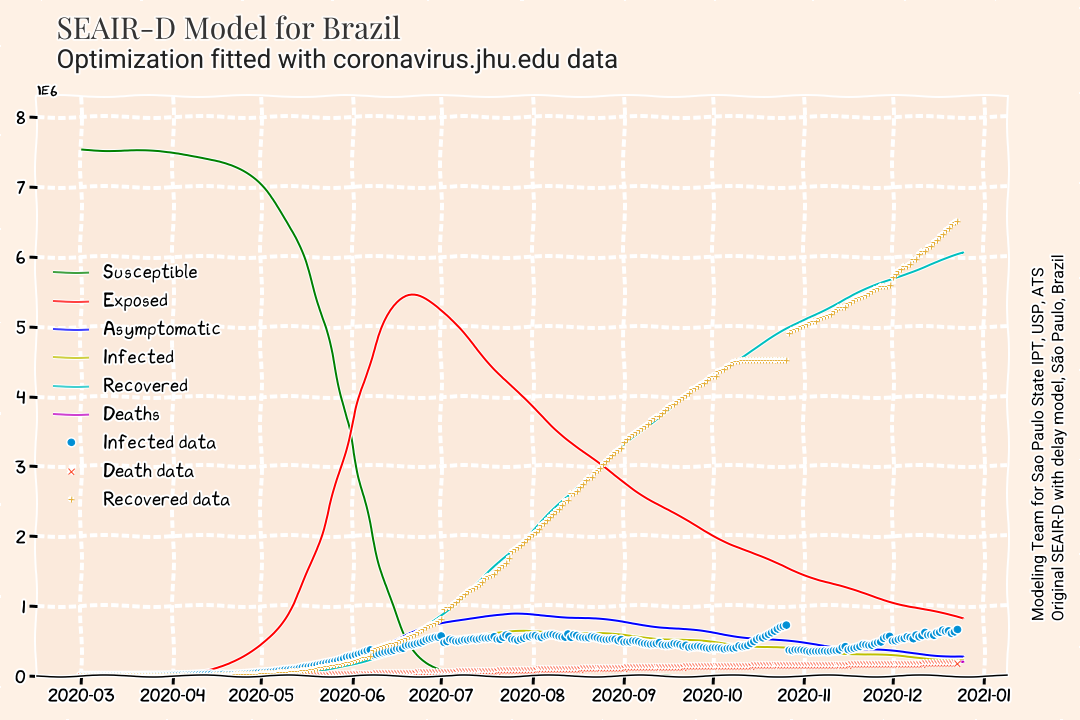 SEAIR-D Model for Brazil
Optimization fitted with coronavirus.jhu.edu data
1E6
8
7
6
5
4
3
2
1
0
Susceptible
Exposed
Asymptomatic
Infected
Recovered
Deaths
Infected data
Death data
Recovered data
2020-03 2020-04 2020-05 2020-06 2020-07 2020-08 2020-09 2020-10 2020-11 2020-12 2021-01
Modeling Team for Sao Paulo State IPT, USP, ATS
Original SEAIR-D with delay model, São Paulo, Brazil